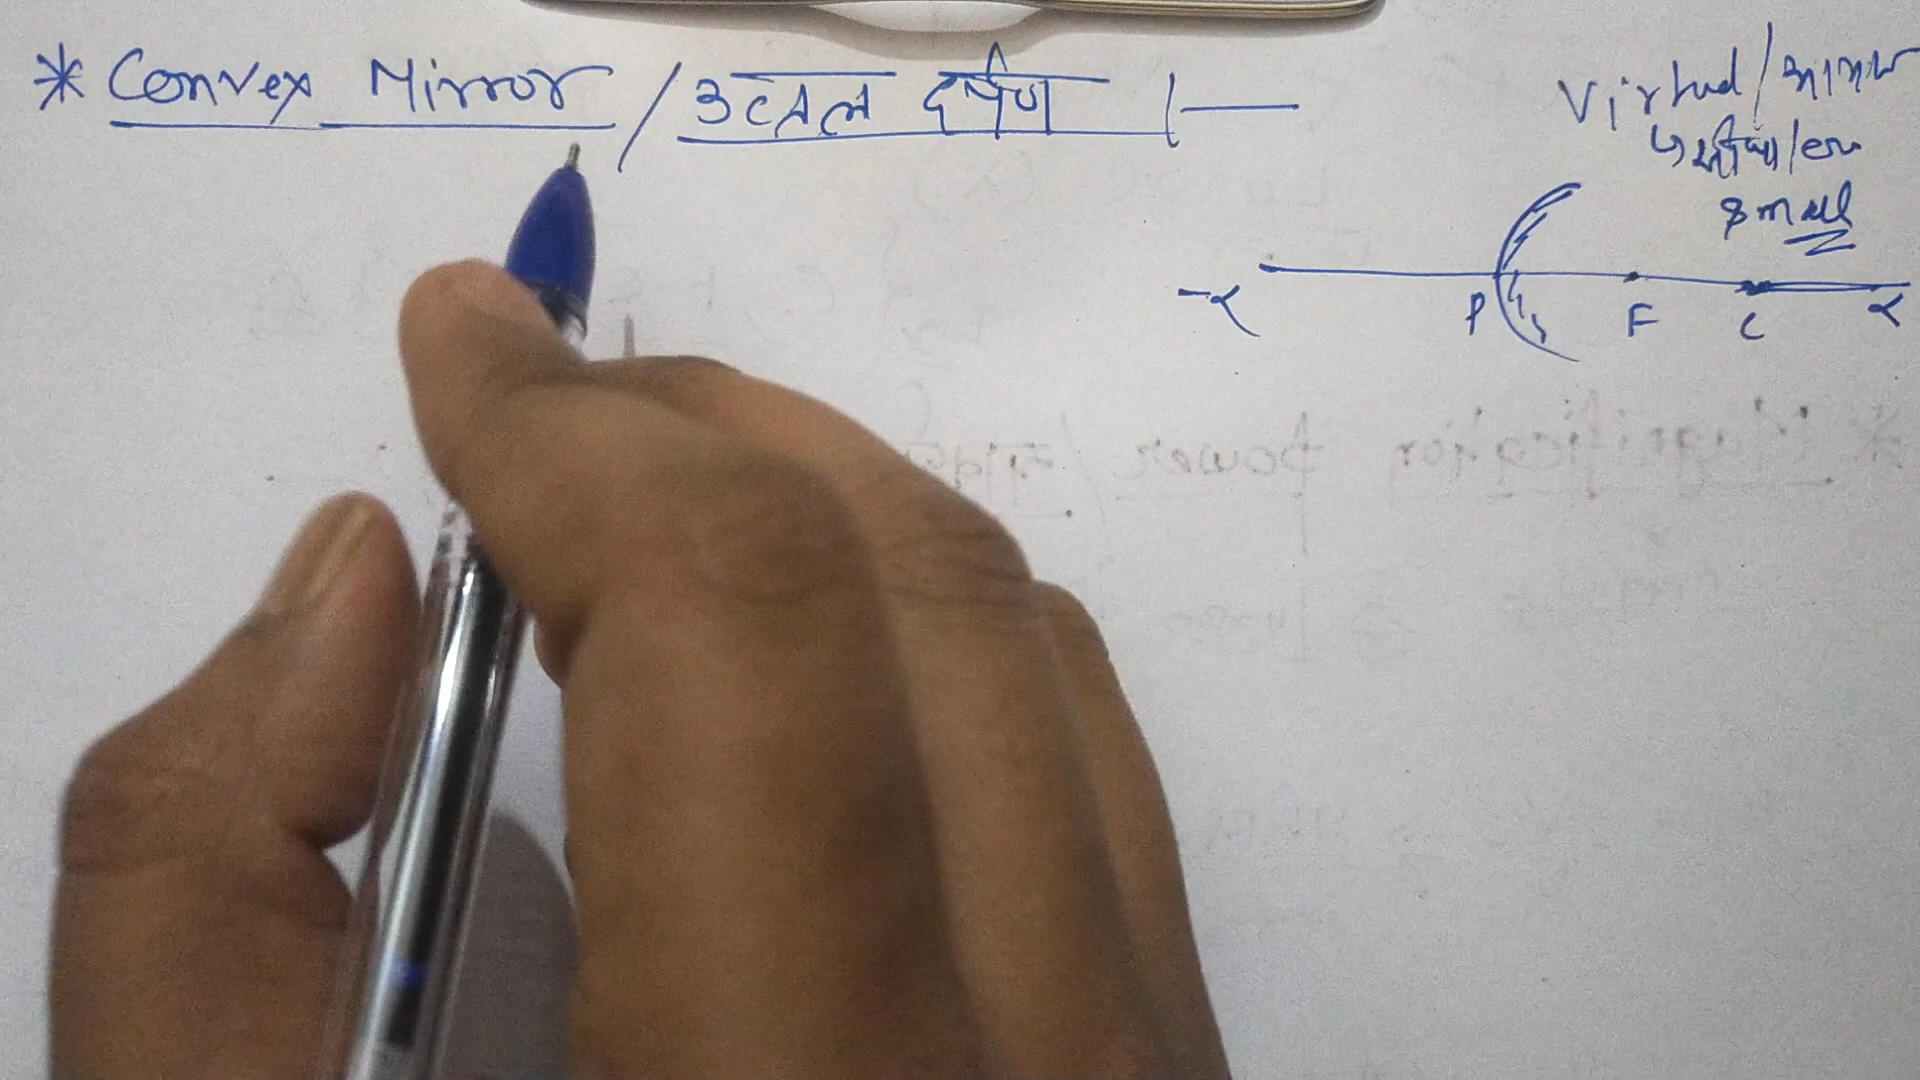 * Convex Mirror / उत्तल दर्पण :—
Virtual / आभासी
सीधा /
small
-∝ P F C ∝